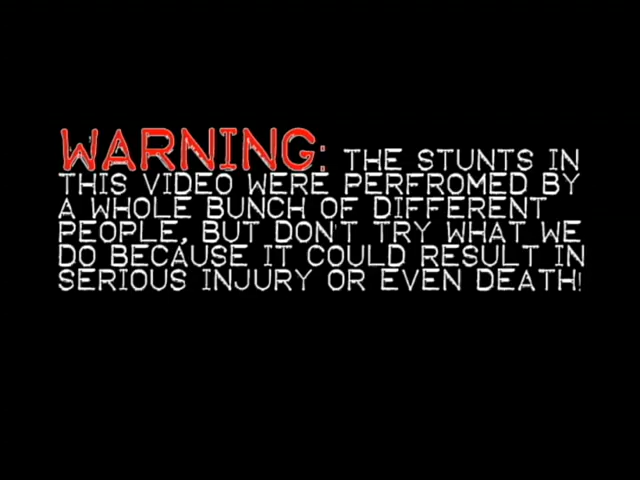 WARNING: THE STUNTS IN
THIS VIDEO WERE PERFROMED BY
A WHOLE BUNCH OF DIFFERENT
PEOPLE, BUT DON'T TRY WHAT WE
DO BECAUSE IT COULD RESULT IN
SERIOUS INJURY OR EVEN DEATH!